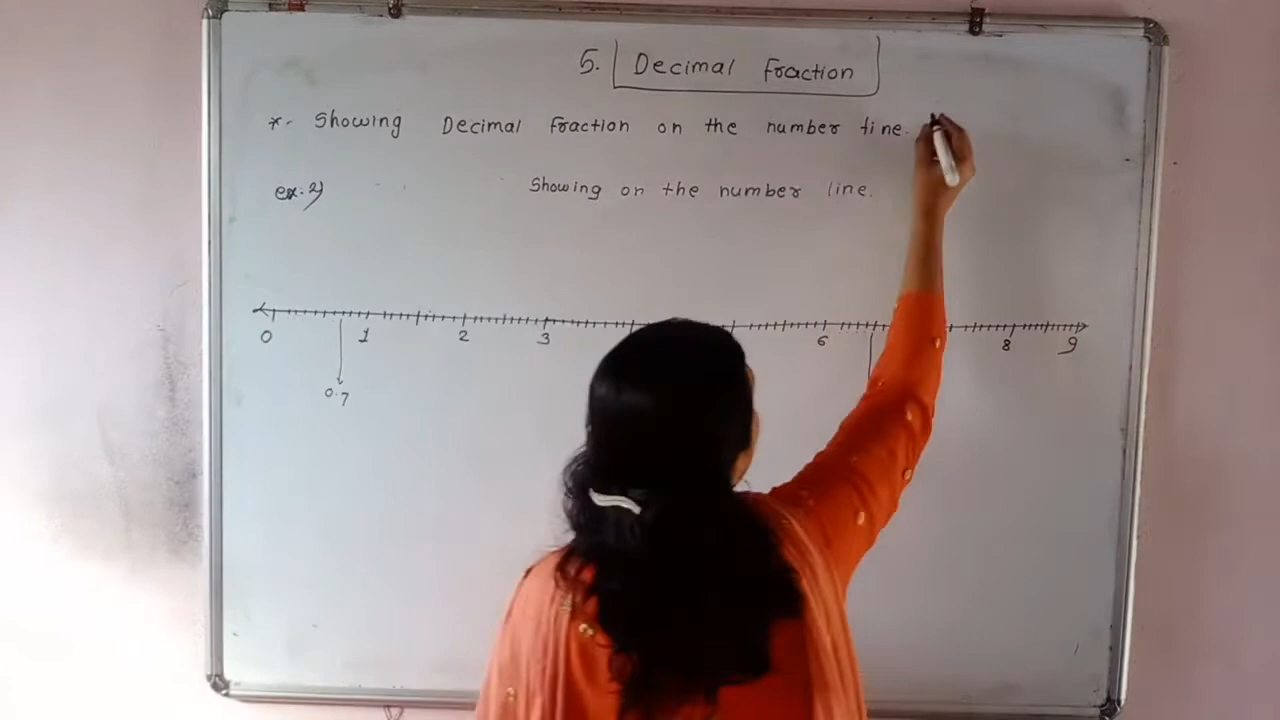 5. Decimal Fraction
*- Showing Decimal Fraction on the number line.
ex. 2) Showing on the number line.
0 1 2 3 6 8 9
0.7